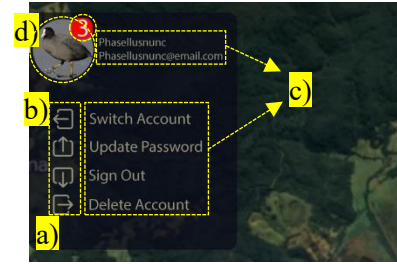 d)
3
Phasellusnunc
Phasellusnunc@email.com
c)
b)
Switch Account
Update Password
Sign Out
Delete Account
a)